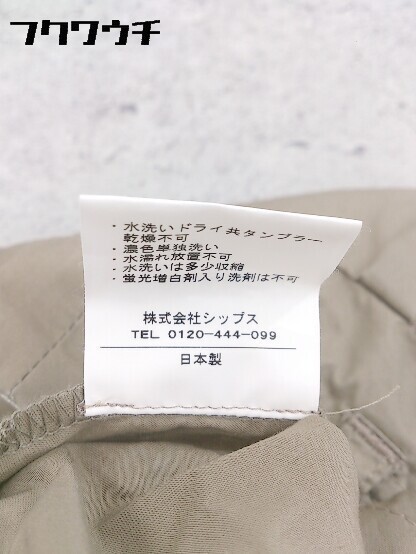 フクワウチ
・水洗いドライ共タンブラー
乾燥不可
・濃色単独洗い
・水濡れ放置不可
・水洗いは多少収縮
・蛍光増白剤入り洗剤は不可
株式会社シップス
TEL 0120-444-099
日本製